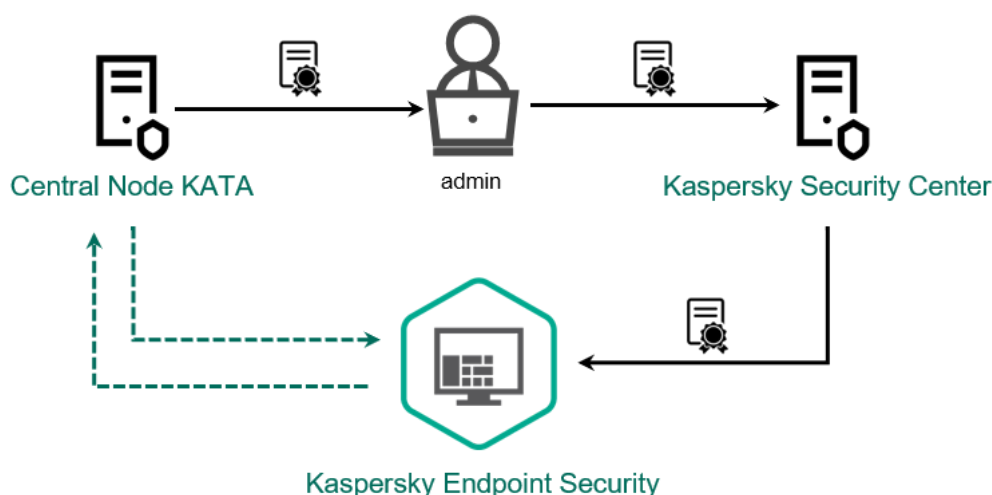 admin
Central Node KATA
Kaspersky Security Center
Kaspersky Endpoint Security